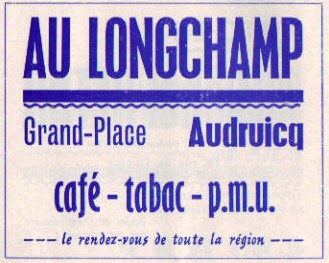 AU LONGCHAMP
Grand-Place Audruicq
café - tabac - p.m.u.
--- le rendez-vous de toute la région ---